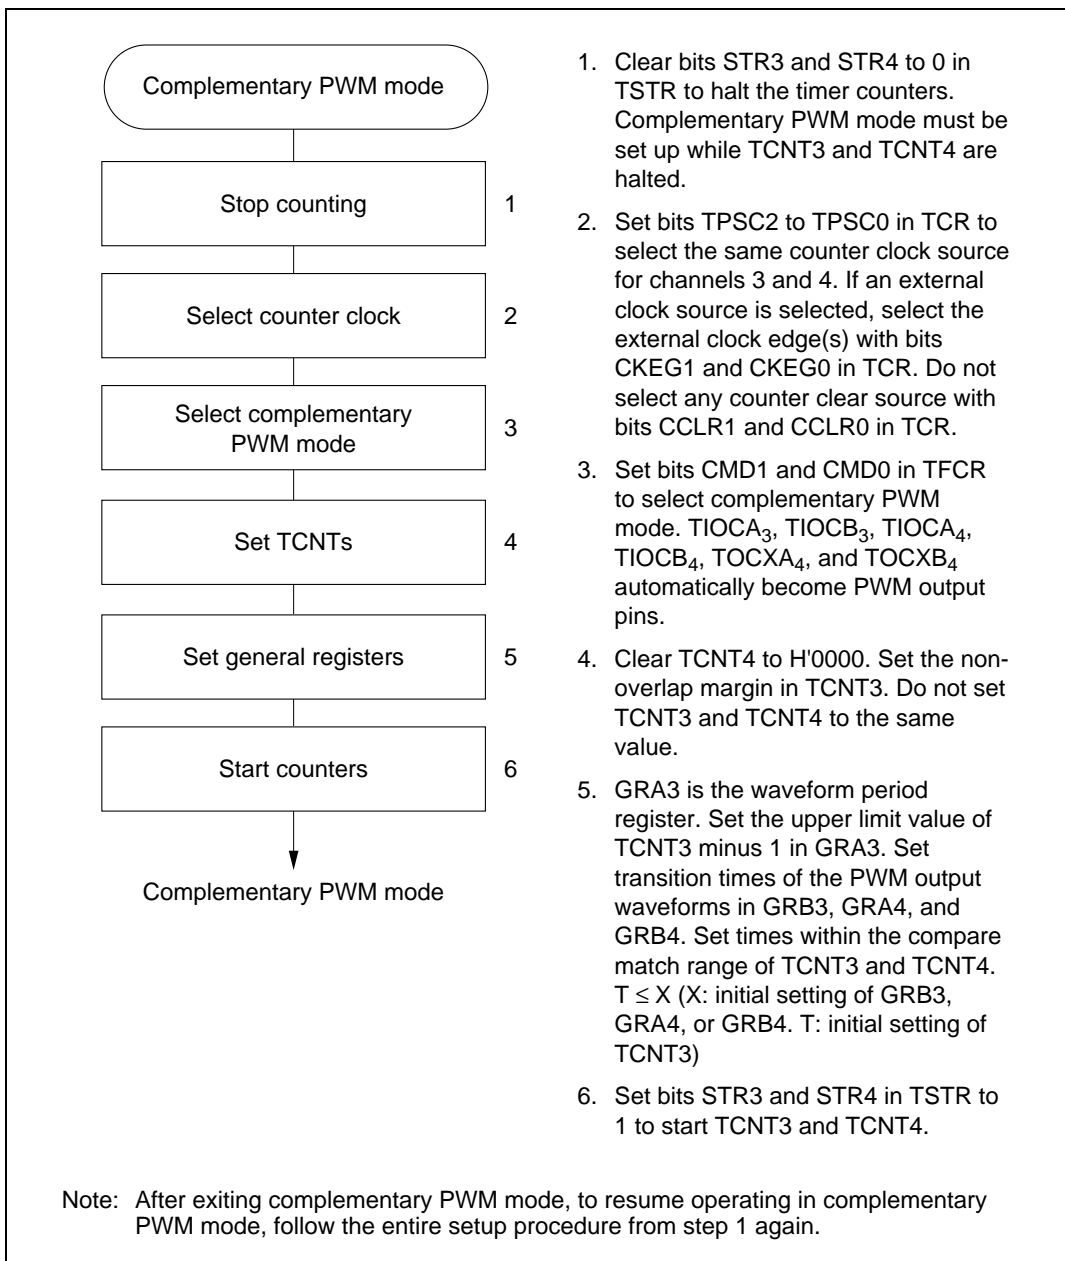 Complementary PWM mode
Stop counting
1
Select counter clock
2
Select complementary
PWM mode
3
Set TCNTs
4
Set general registers
5
Start counters
6
Complementary PWM mode
1. Clear bits STR3 and STR4 to 0 in
TSTR to halt the timer counters.
Complementary PWM mode must be
set up while TCNT3 and TCNT4 are
halted.
2. Set bits TPSC2 to TPSC0 in TCR to
select the same counter clock source
for channels 3 and 4. If an external
clock source is selected, select the
external clock edge(s) with bits
CKEG1 and CKEG0 in TCR. Do not
select any counter clear source with
bits CCLR1 and CCLR0 in TCR.
3. Set bits CMD1 and CMD0 in TFCR
to select complementary PWM
mode. TIOCA3, TIOCB3, TIOCA4,
TIOCB4, TOCXA4, and TOCXB4
automatically become PWM output
pins.
4. Clear TCNT4 to H'0000. Set the non-
overlap margin in TCNT3. Do not set
TCNT3 and TCNT4 to the same
value.
5. GRA3 is the waveform period
register. Set the upper limit value of
TCNT3 minus 1 in GRA3. Set
transition times of the PWM output
waveforms in GRB3, GRA4, and
GRB4. Set times within the compare
match range of TCNT3 and TCNT4.
T ≤ X (X: initial setting of GRB3,
GRA4, or GRB4. T: initial setting of
TCNT3)
6. Set bits STR3 and STR4 in TSTR to
1 to start TCNT3 and TCNT4.
Note: After exiting complementary PWM mode, to resume operating in complementary
PWM mode, follow the entire setup procedure from step 1 again.